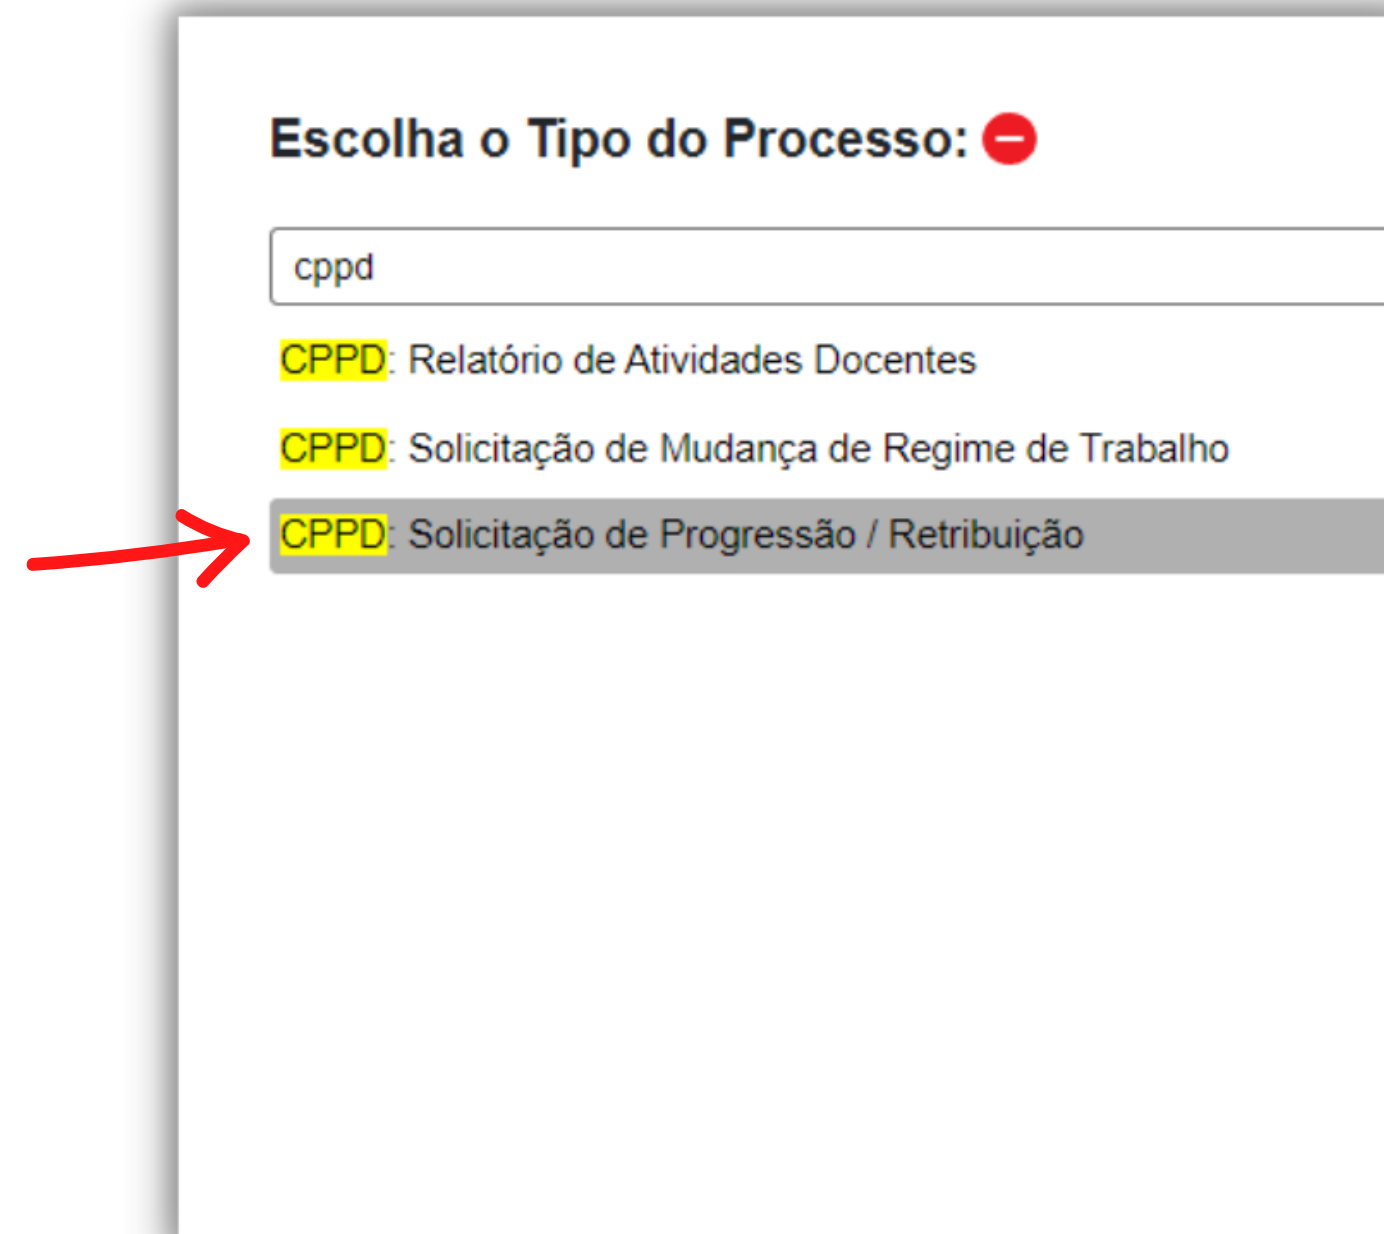 Escolha o Tipo do Processo:
cppd
CPPD: Relatório de Atividades Docentes
CPPD: Solicitação de Mudança de Regime de Trabalho
CPPD: Solicitação de Progressão / Retribuição